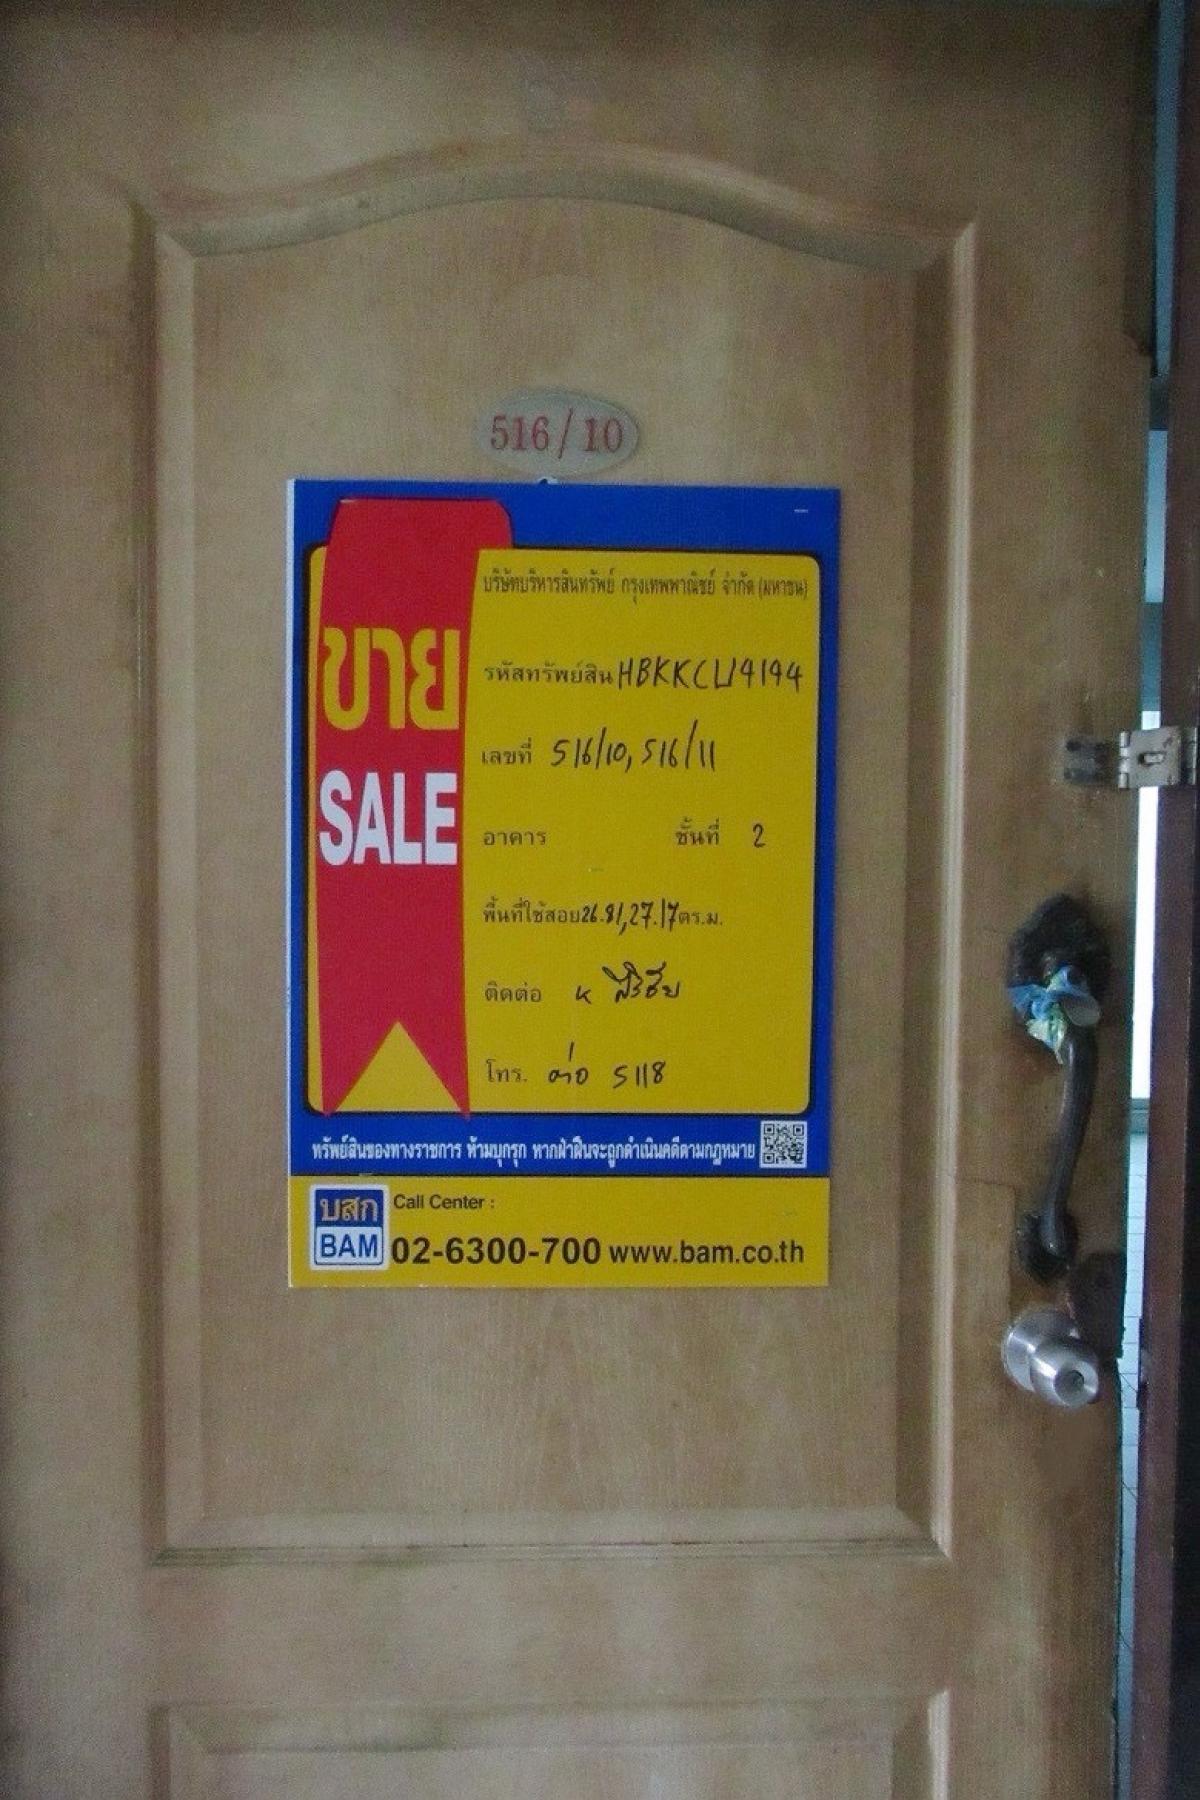 516/10
ขาย
SALE
บริษัทบริหารสินทรัพย์ กรุงเทพพาณิชย์ จำกัด (มหาชน)
รหัสทรัพย์สิน
เลขที่ 516/10, 516/11
อาคาร ชั้นที่ 2
พื้นที่ใช้สอย 26.81, 27.17 ตร.ม.
ติดต่อ
โทร. ต่อ 5118
ทรัพย์สินของทางราชการ ห้ามบุกรุก หากฝ่าฝืนจะถูกดำเนินคดีตามกฎหมาย
บสก Call Center :
BAM 02-6300-700 www.bam.co.th